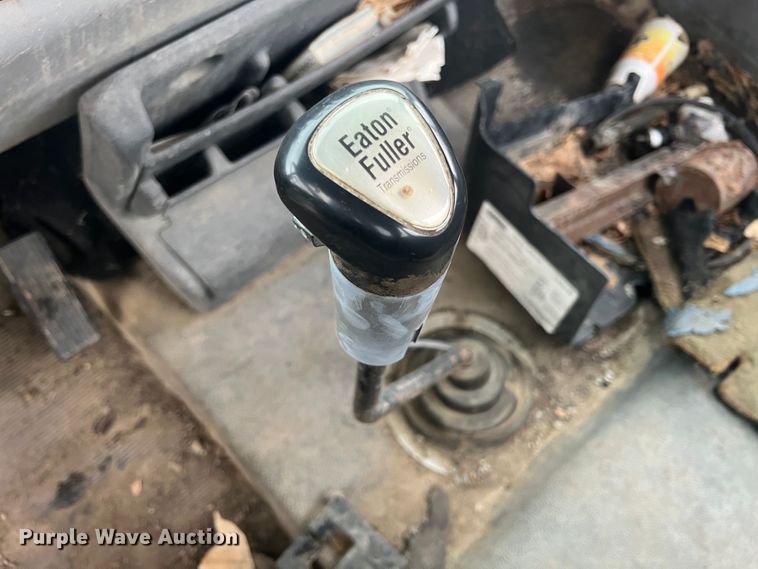 Eaton®
Fuller®
Transmissions
Purple Wave Auction®